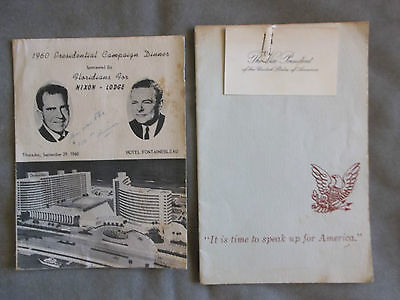 1960 Presidential Campaign Dinner
Sponsored By
Floridians For
NIXON - LODGE
Thursday, September 29, 1960
HOTEL FONTAINEBLEAU
The Vice President
of the United States of America
"It is time to speak up for America."